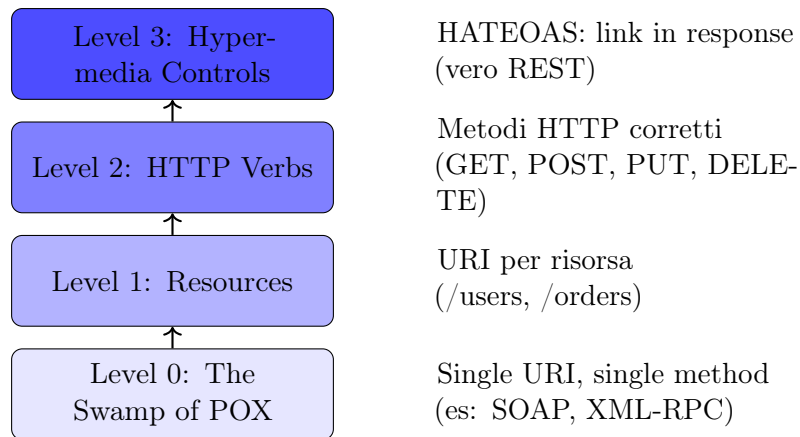 Level 3: Hyper-
media Controls
HATEOAS: link in response
(vero REST)
Level 2: HTTP Verbs
Metodi HTTP corretti
(GET, POST, PUT, DELE-
TE)
Level 1: Resources
URI per risorsa
(/users, /orders)
Level 0: The
Swamp of POX
Single URI, single method
(es: SOAP, XML-RPC)